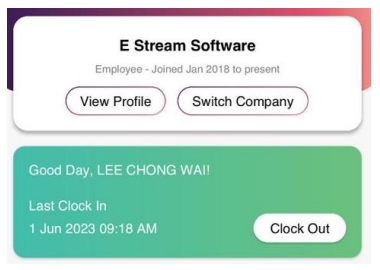 E Stream Software
Employee - Joined Jan 2018 to present
View Profile
Switch Company
Good Day, LEE CHONG WAI!
Last Clock In
1 Jun 2023 09:18 AM
Clock Out